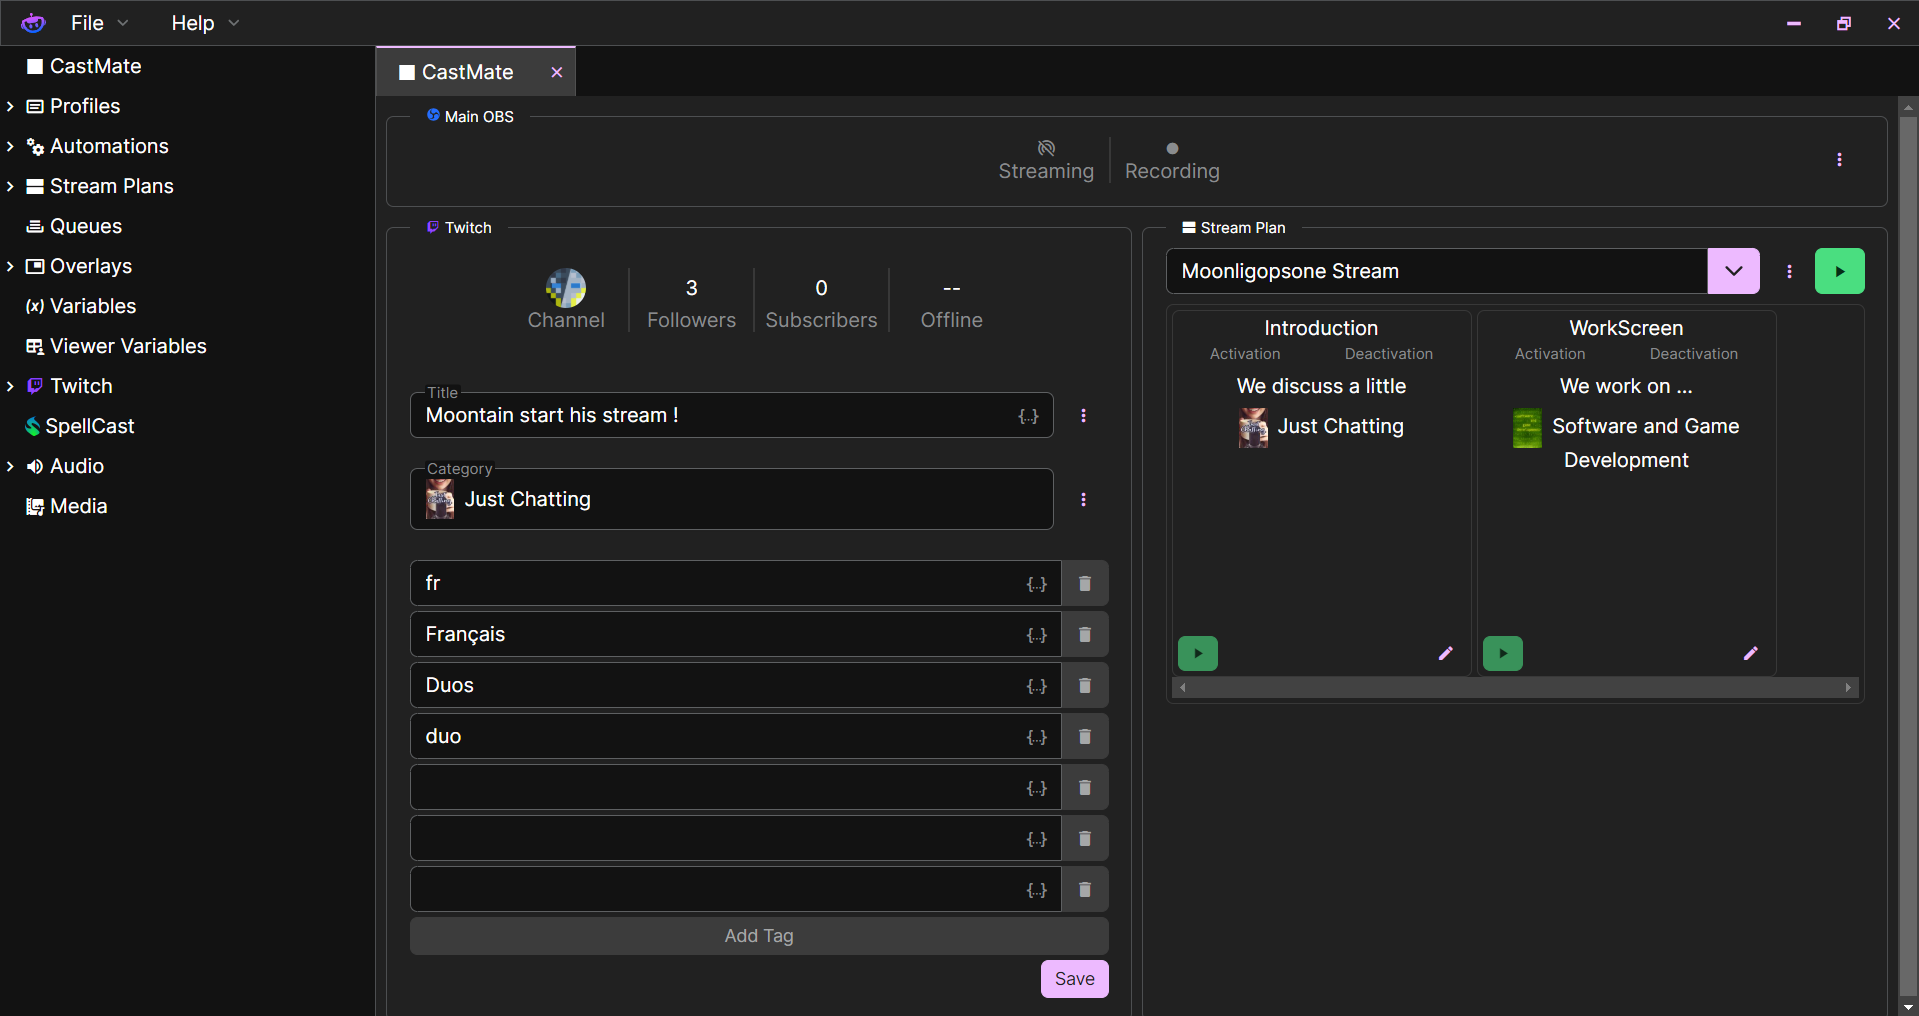 File
Help
CastMate
Profiles
Automations
Stream Plans
Queues
Overlays
(x) Variables
Viewer Variables
Twitch
SpellCast
Audio
Media
CastMate
Main OBS
Streaming
Recording
Twitch
Channel
3
Followers
0
Subscribers
--
Offline
Title
Moontain start his stream !
{...}
Category
Just Chatting
fr
{...}
Français
{...}
Duos
{...}
duo
{...}
{...}
{...}
{...}
Add Tag
Save
Stream Plan
Moonligopsone Stream
Introduction
Activation
Deactivation
We discuss a little
Just Chatting
WorkScreen
Activation
Deactivation
We work on ...
Software and Game
Development